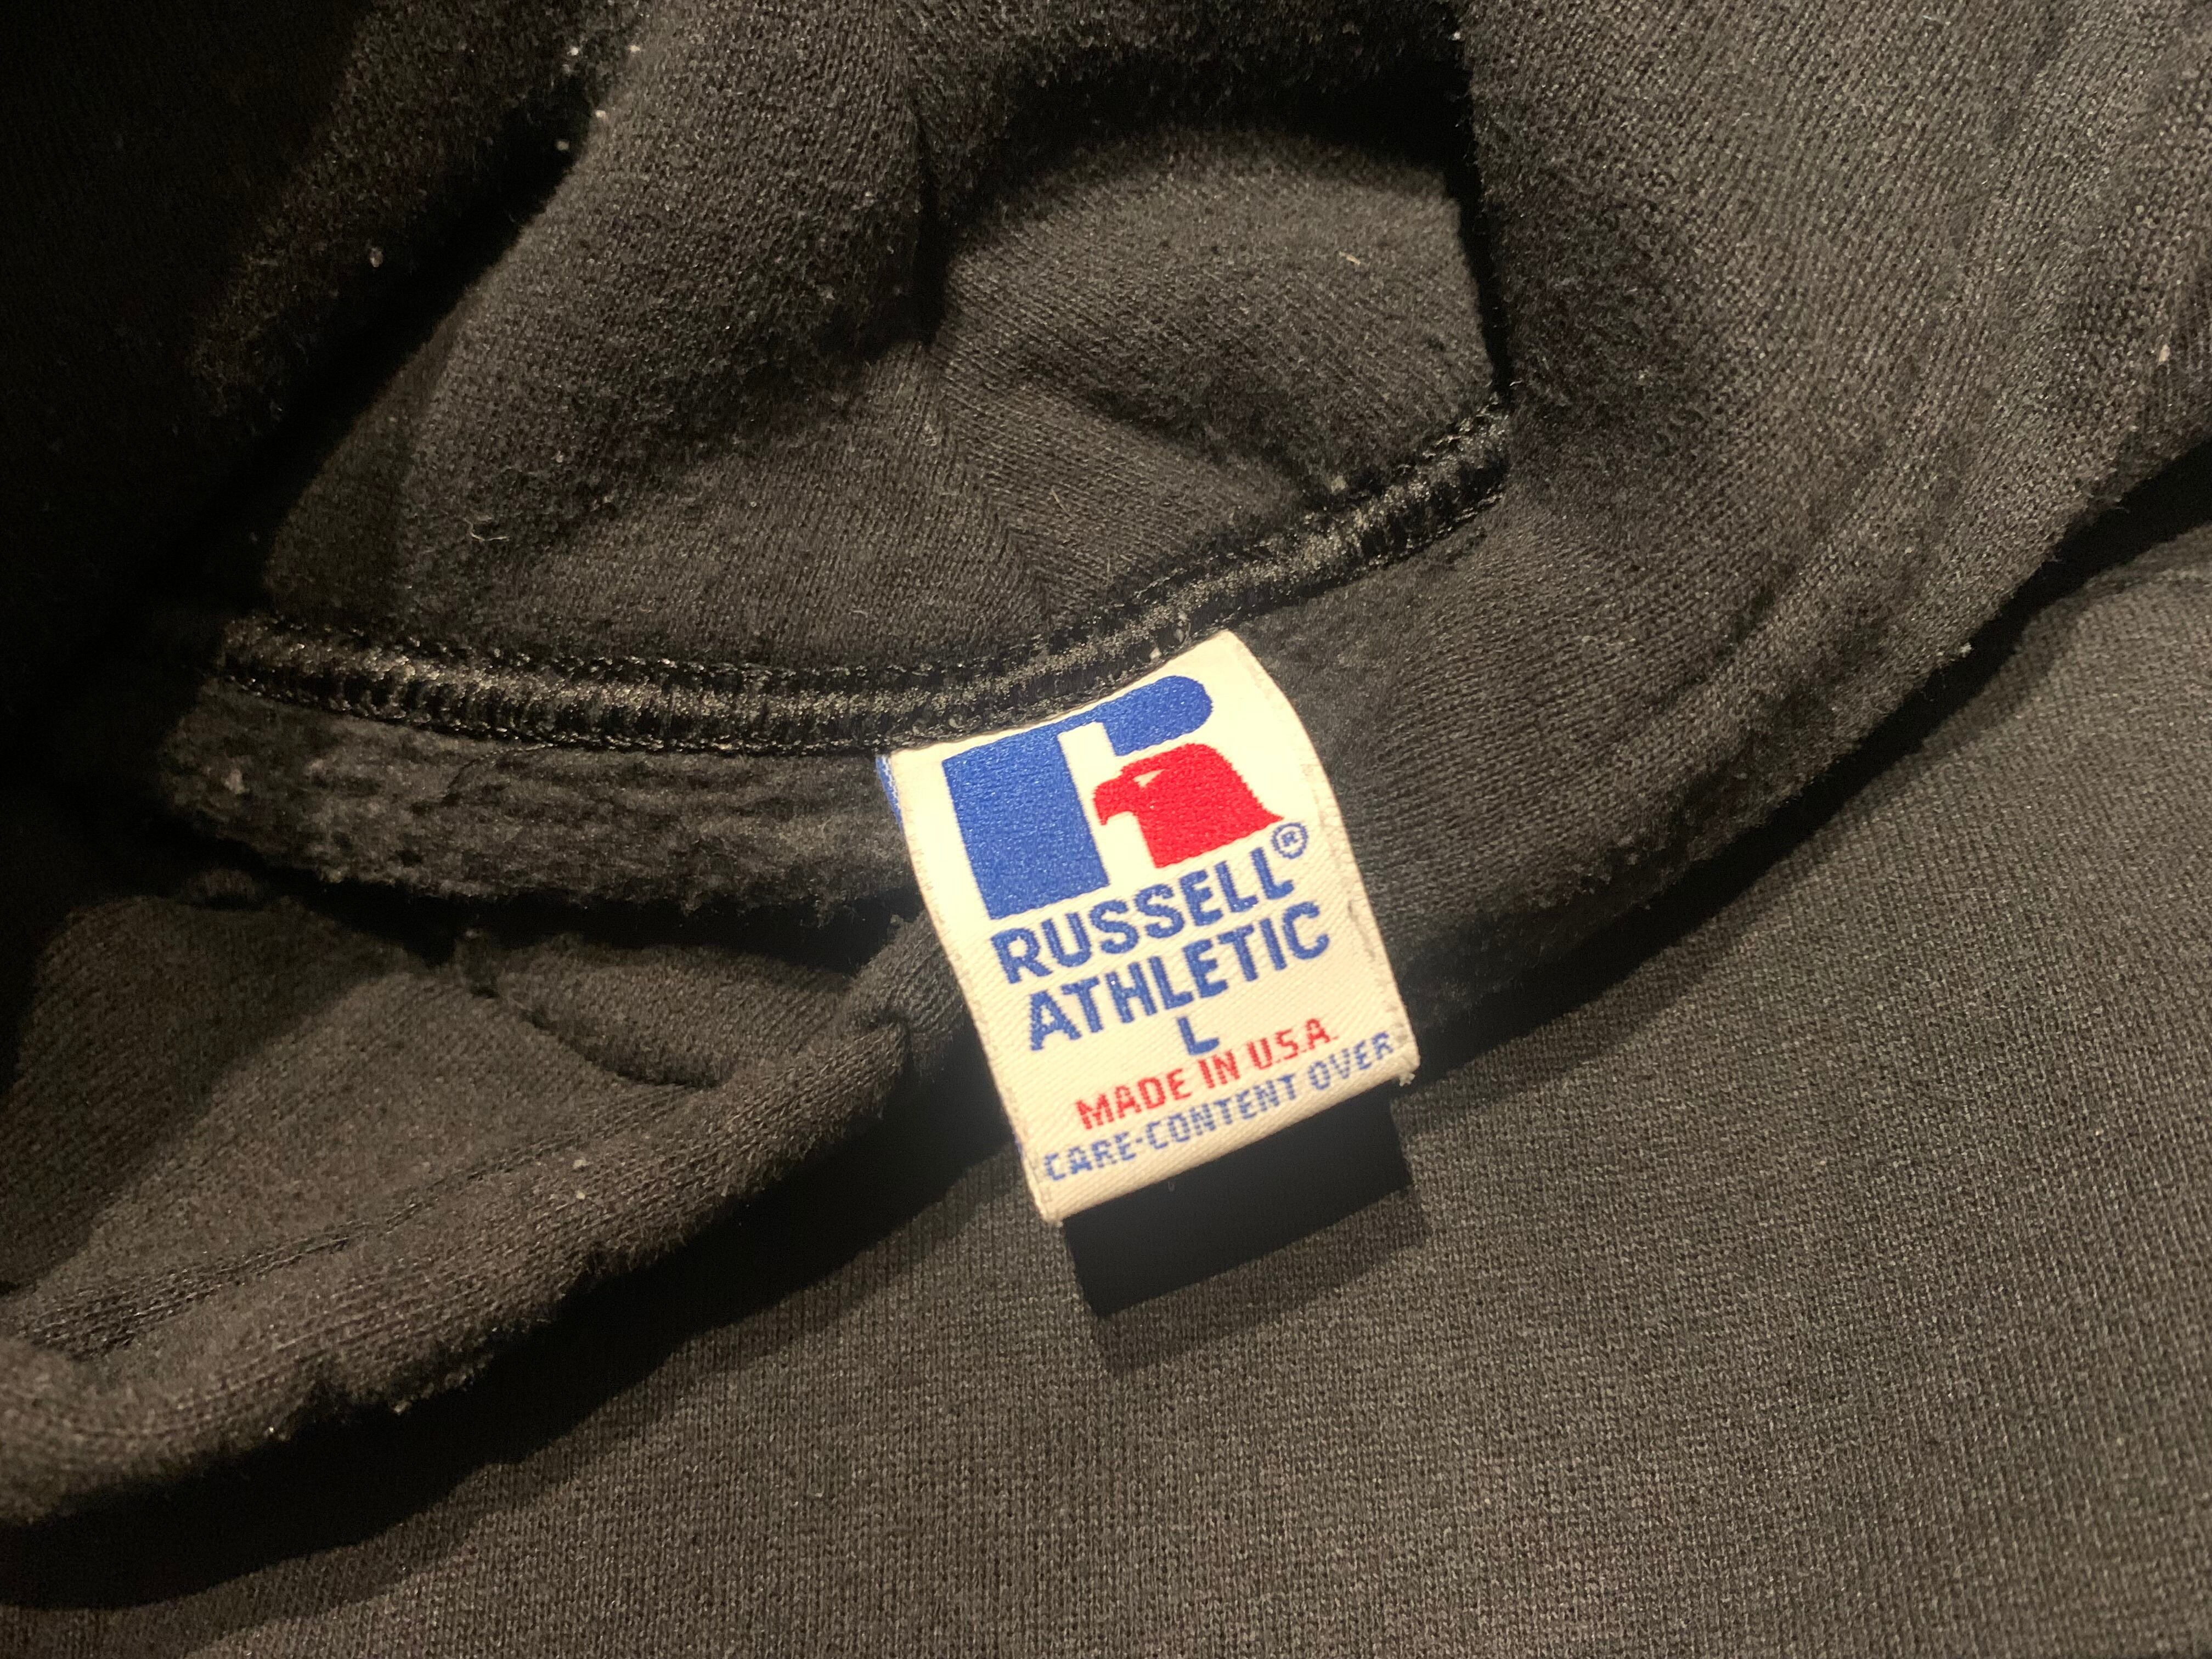 ®
RUSSELL
ATHLETIC
L
MADE IN U.S.A.
CARE-CONTENT OVER